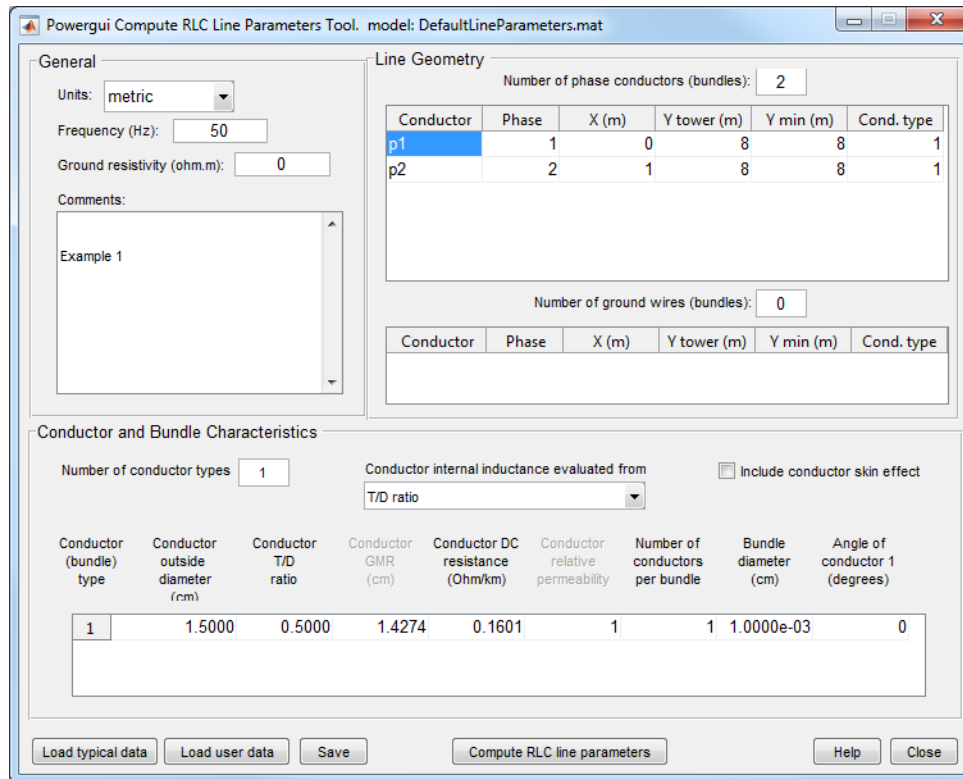 Powergui Compute RLC Line Parameters Tool. model: DefaultLineParameters.mat
General
Units: metric
Frequency (Hz): 50
Ground resistivity (ohm.m): 0
Comments:
Example 1
Line Geometry
Number of phase conductors (bundles): 2
Conductor Phase X (m) Y tower (m) Y min (m) Cond. type
p1 1 0 8 8 1
p2 2 1 8 8 1
Number of ground wires (bundles): 0
Conductor Phase X (m) Y tower (m) Y min (m) Cond. type
Conductor and Bundle Characteristics
Number of conductor types 1
Conductor internal inductance evaluated from
T/D ratio
Include conductor skin effect
Conductor Conductor Conductor Conductor Conductor DC Conductor Number of Bundle Angle of
(bundle) outside T/D GMR resistance relative conductors diameter conductor 1
type diameter ratio (cm) (Ohm/km) permeability per bundle (cm) (degrees)
(cm)
1 1.5000 0.5000 1.4274 0.1601 1 1 1.0000e-03 0
Load typical data Load user data Save Compute RLC line parameters Help Close